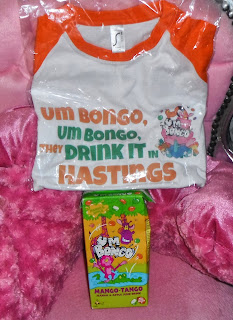 UM BONGO,
UM BONGO,
THEY DRINK IT IN
HASTINGS
UM
BONGO
UM
BONGO
MANGO-TANGO